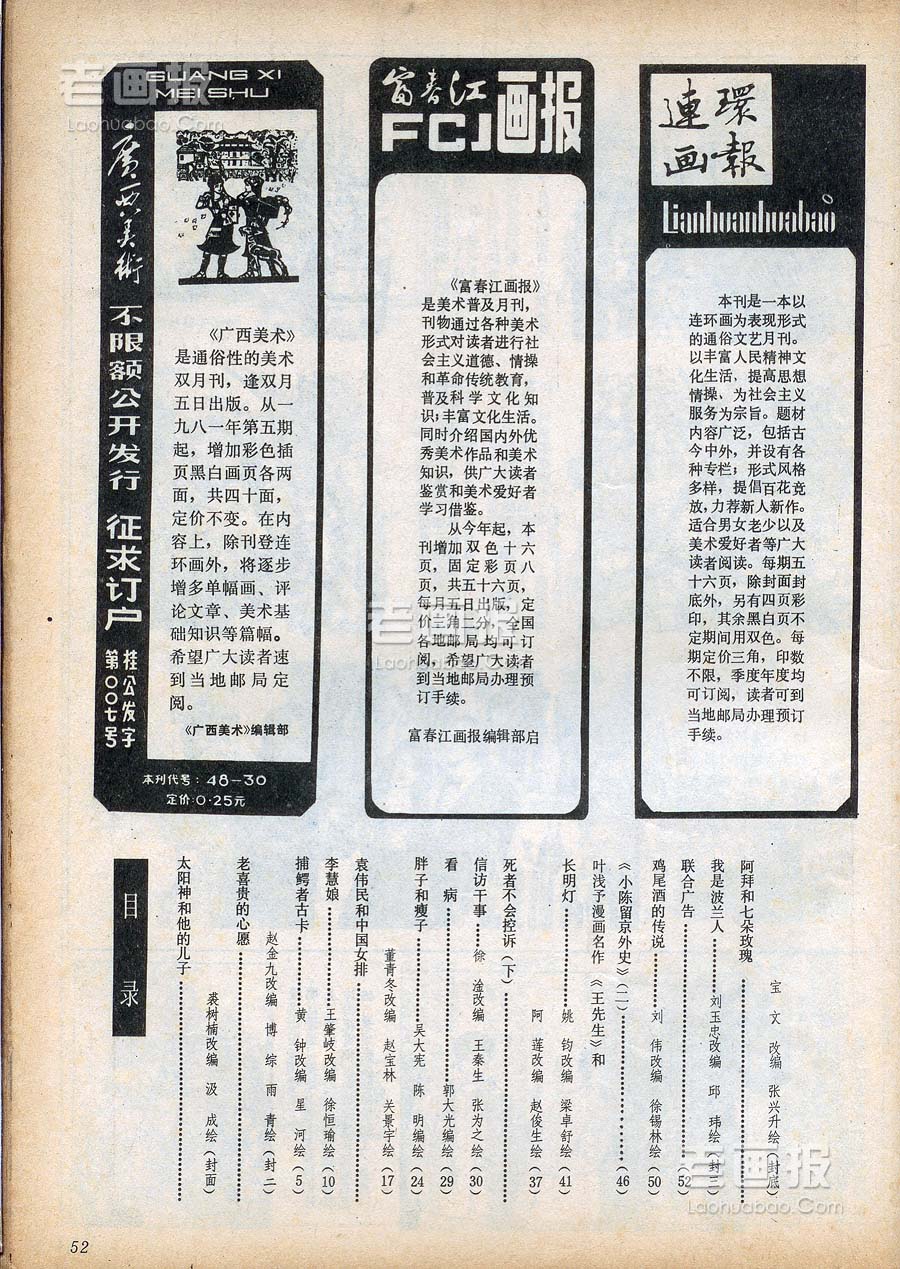 老画报
Laohuabao.Com
GUANG XI
MEI SHU
廣西美術
不限额公开发行 征求订户
桂公发字
第〇〇七号
《广西美术》
是通俗性的美术
双月刊，逢双月
五日出版。从一
九八一年第五期
起，增加彩色插
页黑白画页各两
面，共四十面，
定价不变。在内
容上，除刊登连
环画外，将逐步
增多单幅画、评
论文章、美术基
础知识等篇幅。
希望广大读者速
到当地邮局定
阅。
《广西美术》编辑部
本刊代号：48—30
定价：0·25元
富春江
FCJ画报
《富春江画报》
是美术普及月刊，
刊物通过各种美术
形式对读者进行社
会主义道德、情操
和革命传统教育，
普及科学文化知
识；丰富文化生活。
同时介绍国内外优
秀美术作品和美术
知识，供广大读者
鉴赏和美术爱好者
学习借鉴。
从今年起，本
刊增加双色十六
页，固定彩页八
页，共五十六页，
每月五日出版，定
价三角二分，全国
各地邮局均可订
阅，希望广大读者
到当地邮局办理预
订手续。
富春江画报编辑部启
老画报
Laohuabao.Com
連環
画報
Lianhuanhuabao
本刊是一本以
连环画为表现形式
的通俗文艺月刊。
以丰富人民精神文
化生活，提高思想
情操，为社会主义
服务为宗旨。题材
内容广泛，包括古
今中外，并设有各
种专栏；形式风格
多样，提倡百花竞
放，力荐新人新作。
适合男女老少以及
美术爱好者等广大
读者阅读。每期五
十六页，除封面封
底外，另有四页彩
印，其余黑白页不
定期间用双色。每
期定价三角，印数
不限，季度年度均
可订阅，读者可到
当地邮局办理预订
手续。
目录
太阳神和他的儿子
裘树楠改编 汲 成绘（封面）
老喜贵的心愿
赵金九改编 博 综 雨 青绘（封二）
捕鳄者古卡 黄 钟改编 星 河绘（5）
李慧娘 王肇岐改编 徐恒瑜绘（10）
袁伟民和中国女排
董青冬改编 赵宝林 关景宇绘（17）
胖子和瘦子 吴大宪 陈 明编绘（24）
看 病 郭大光编绘（29）
信访干事 徐 淦改编 王秦生 张为之绘（30）
死者不会控诉（下）
阿 莲改编 赵俊生绘（37）
长明灯 姚 钧改编 梁卓舒绘（41）
叶浅予漫画名作 《王先生》和
《小陈留京外史》（二）（46）
鸡尾酒的传说 刘 伟改编 徐锡林绘（50）
联合广告（52）
我是波兰人 刘玉忠改编 邱 玮绘（封三）
阿拜和七朵玫瑰
宝 文 改编 张兴升绘（封底）
老画报
Laohuabao.Com
52